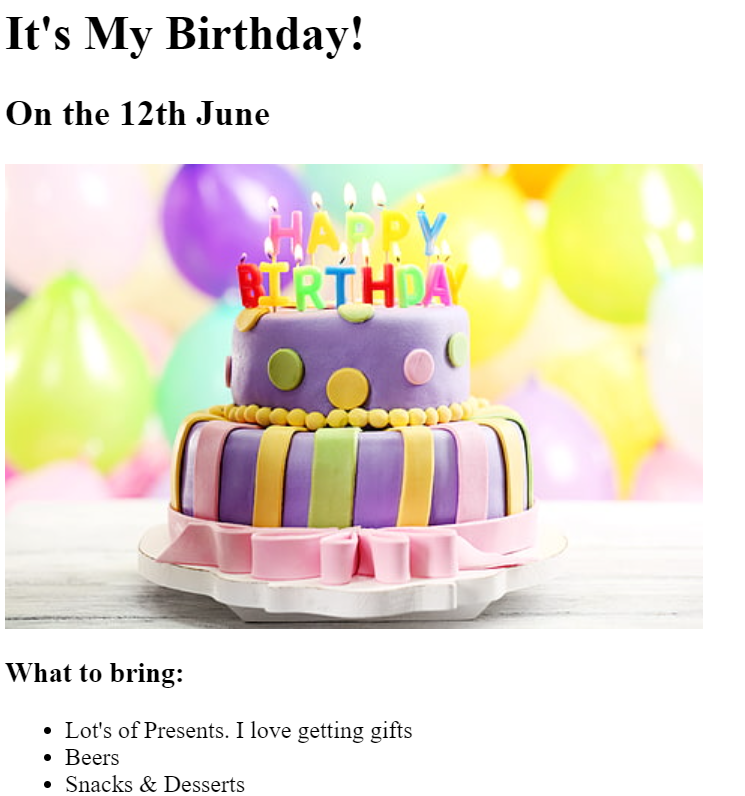 It's My Birthday!
On the 12th June
HAPPY
BIRTHDAY
What to bring:
• Lot's of Presents. I love getting gifts
• Beers
• Snacks & Desserts